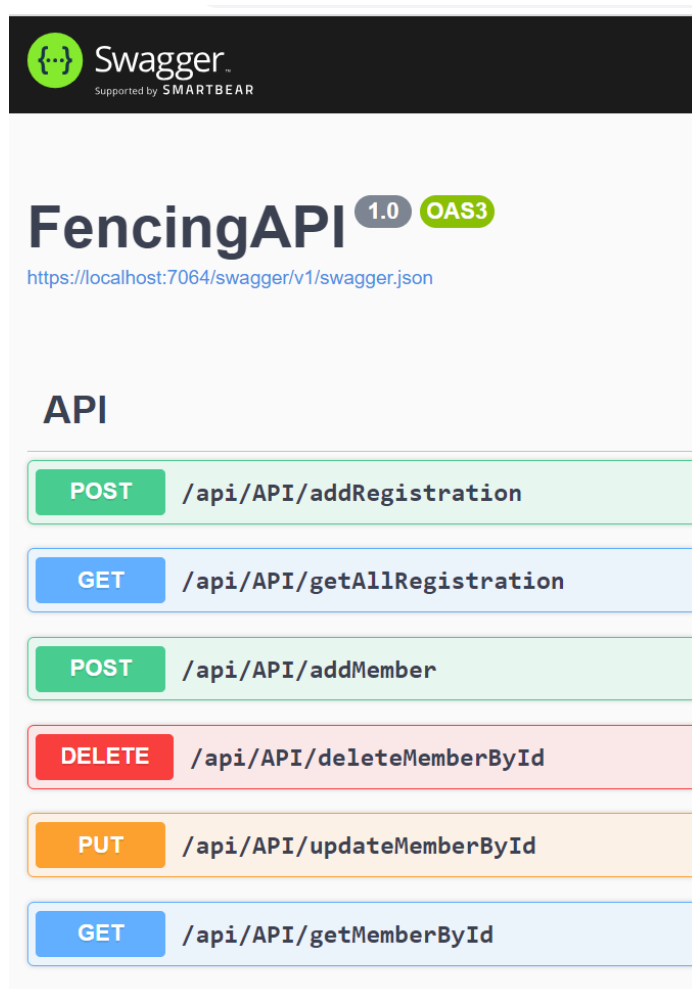 {···} Swagger™
Supported by SMARTBEAR
FencingAPI 1.0 OAS3
https://localhost:7064/swagger/v1/swagger.json
API
POST /api/API/addRegistration
GET /api/API/getAllRegistration
POST /api/API/addMember
DELETE /api/API/deleteMemberById
PUT /api/API/updateMemberById
GET /api/API/getMemberById